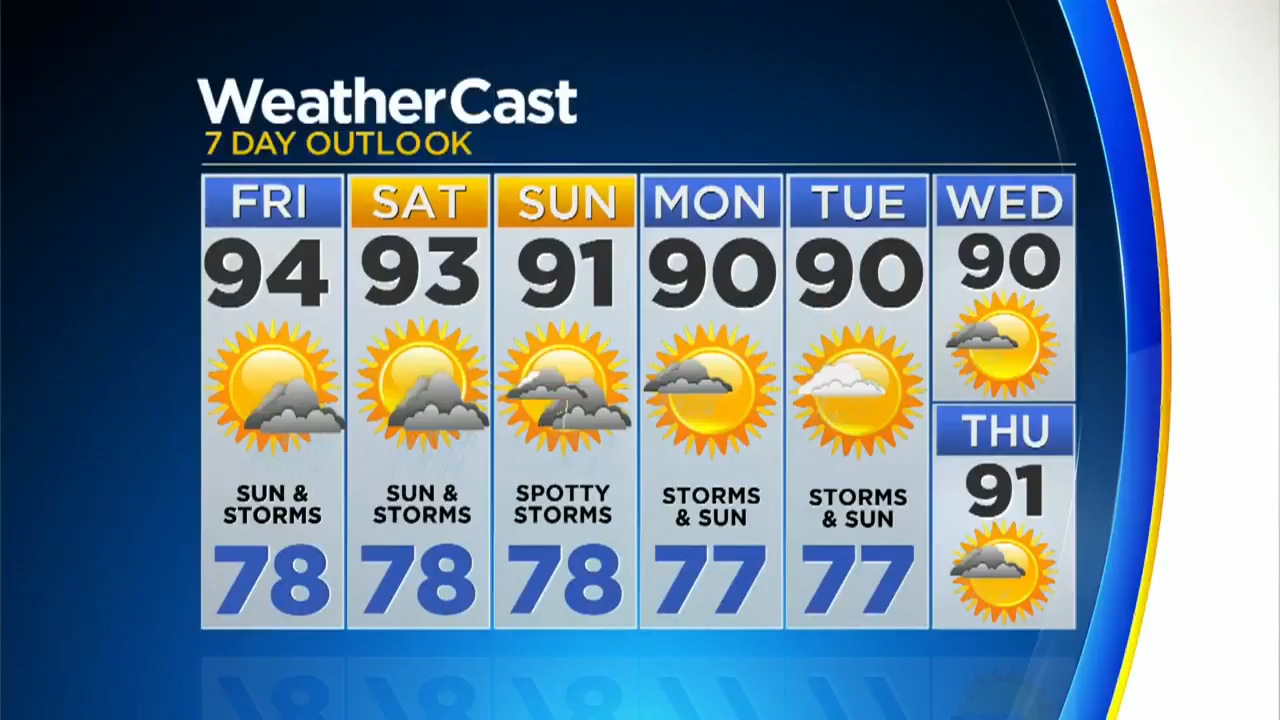 WeatherCast
7 DAY OUTLOOK
FRI
94
SUN &
STORMS
78
SAT
93
SUN &
STORMS
78
SUN
91
SPOTTY
STORMS
78
MON
90
STORMS
& SUN
77
TUE
90
STORMS
& SUN
77
WED
90
THU
91